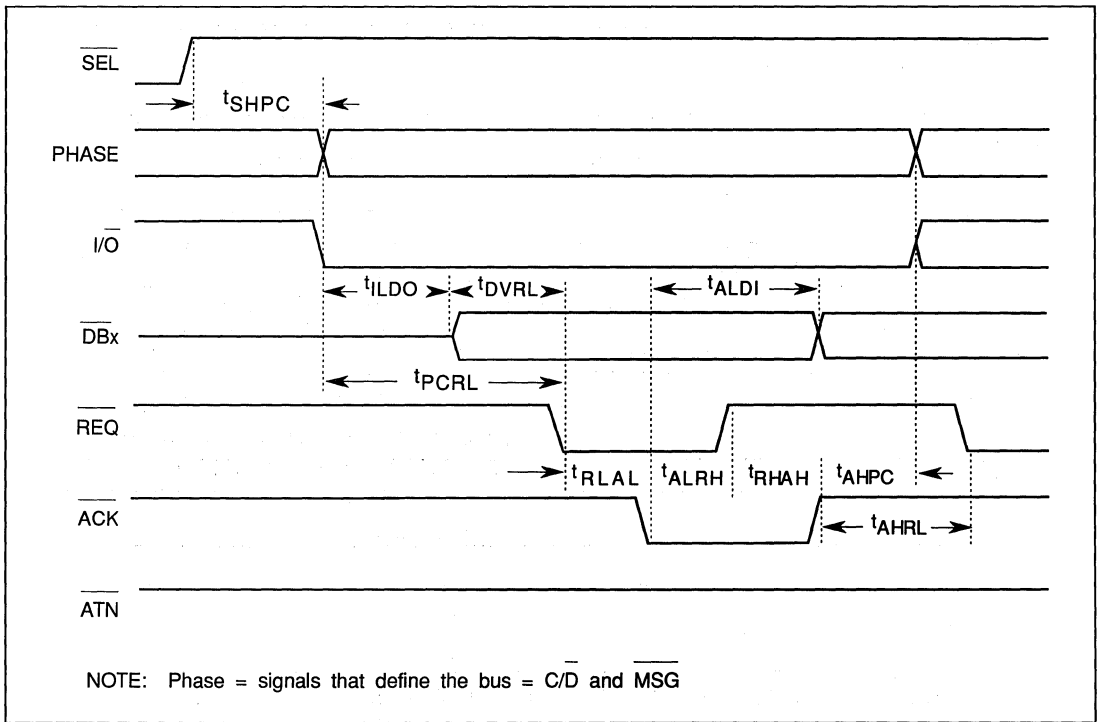 SEL
tSHPC
PHASE
I/O
tILDO tDVRL tALDI
DBx
tPCRL
REQ
tRLAL tALRH tRHAH tAHPC
ACK
tAHRL
ATN
NOTE: Phase = signals that define the bus = C/D and MSG